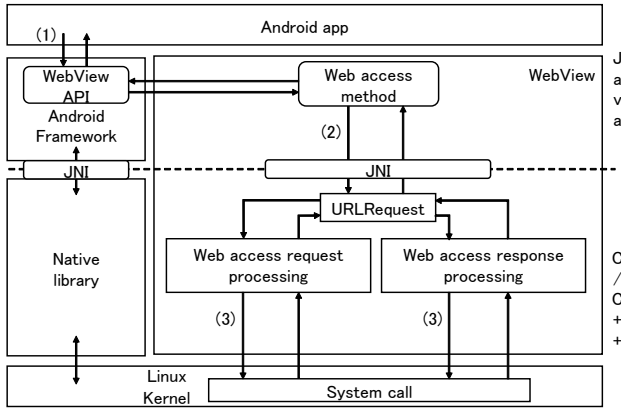 Android app
(1)
WebView
API
Android
Framework
JNI
Web access
method
WebView
(2)
JNI
URLRequest
Web access request
processing
Web access response
processing
(3)
(3)
Native
library
Linux
Kernel
System call
J
a
v
a
C
/
C
+
+